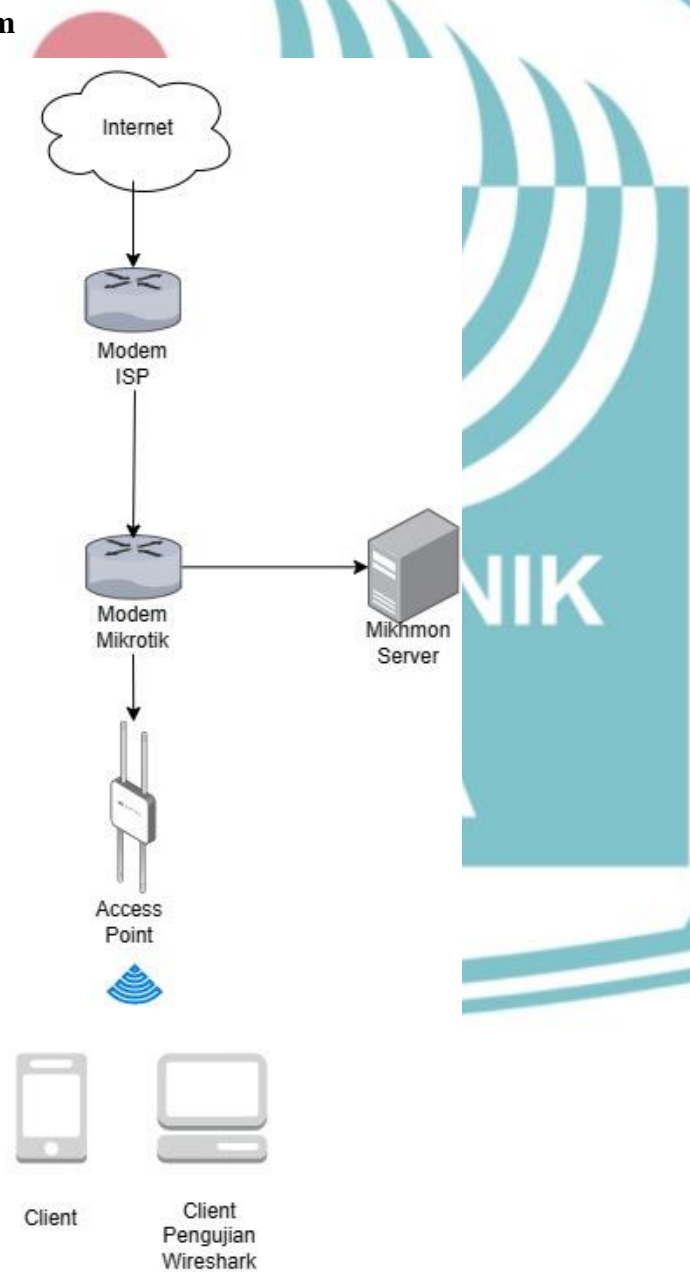 m
Internet
Modem
ISP
NIK
Modem
Mikrotik
Mikhmon
Server
A
Access
Point
Client
Client
Pengujian
Wireshark